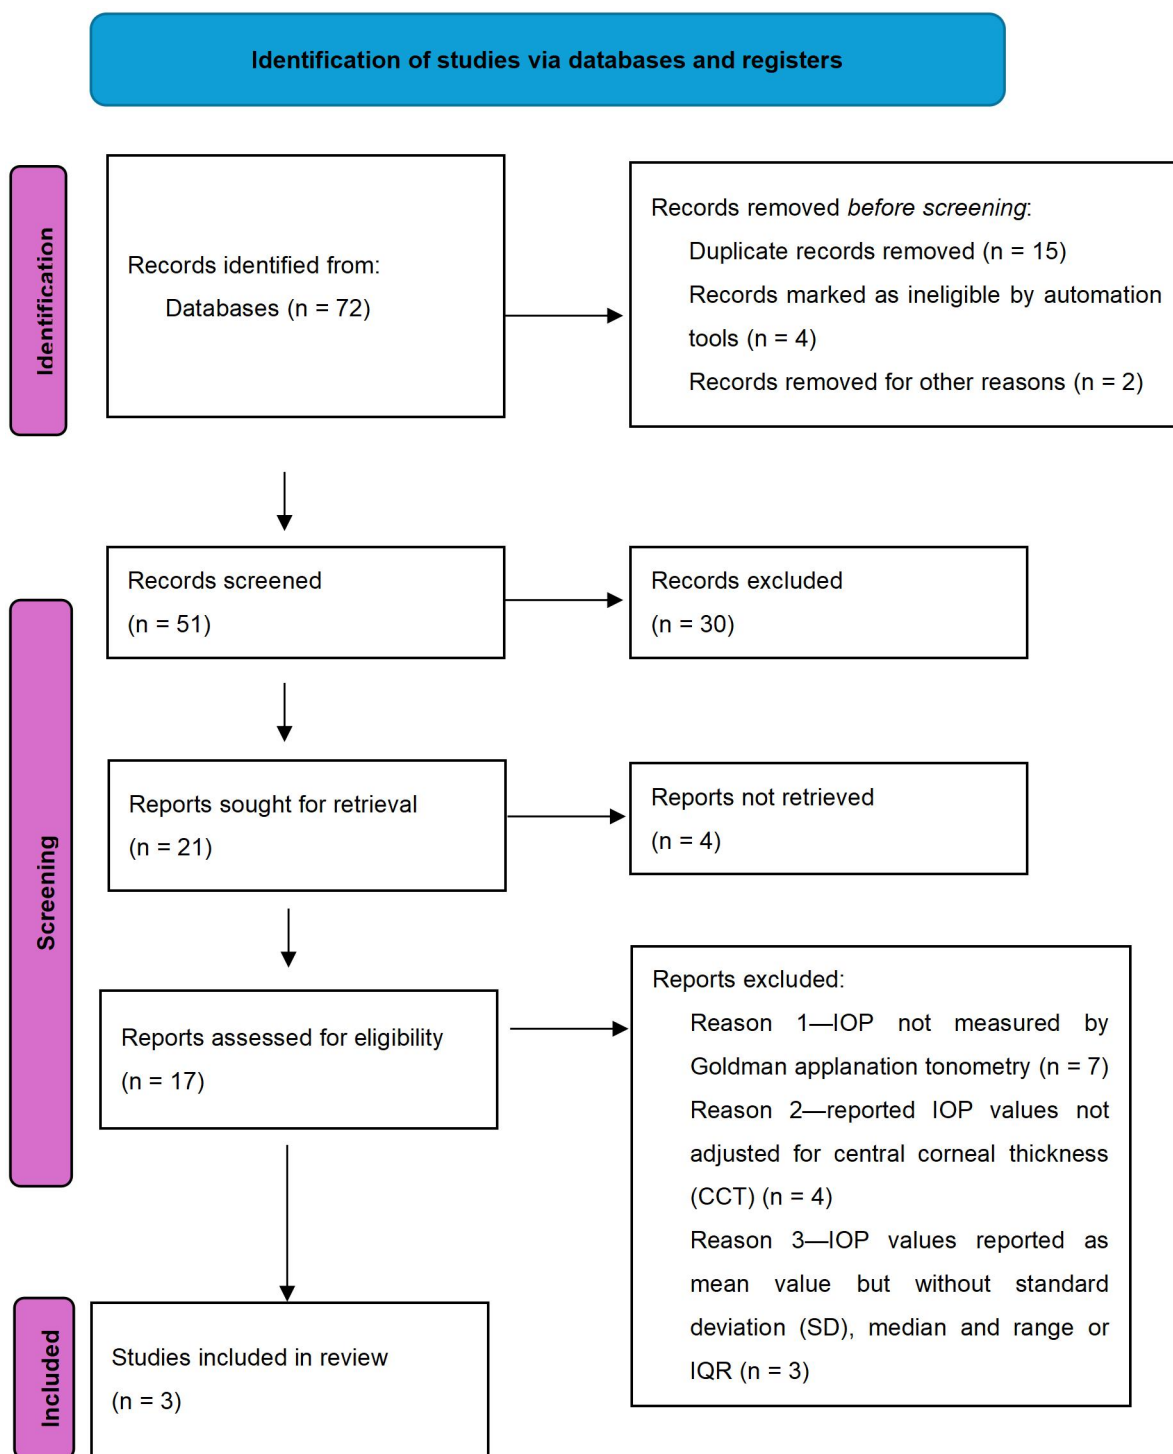 Identification of studies via databases and registers
Identification
Records identified from:
Databases (n = 72)
Records removed before screening:
Duplicate records removed (n = 15)
Records marked as ineligible by automation
tools (n = 4)
Records removed for other reasons (n = 2)
Screening
Records screened
(n = 51)
Records excluded
(n = 30)
Reports sought for retrieval
(n = 21)
Reports not retrieved
(n = 4)
Reports assessed for eligibility
(n = 17)
Reports excluded:
Reason 1—IOP not measured by
Goldman applanation tonometry (n = 7)
Reason 2—reported IOP values not
adjusted for central corneal thickness
(CCT) (n = 4)
Reason 3—IOP values reported as
mean value but without standard
deviation (SD), median and range or
IQR (n = 3)
Included
Studies included in review
(n = 3)